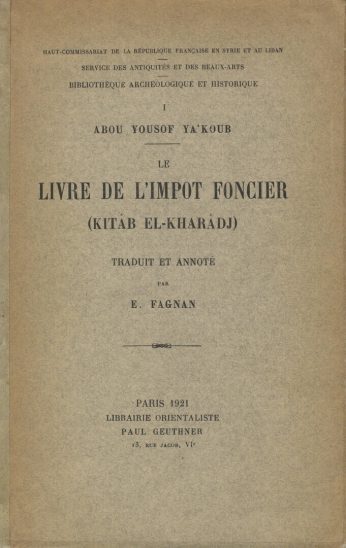 HAUT-COMMISSARIAT DE LA RÉPUBLIQUE FRANÇAISE EN SYRIE ET AU LIBAN
SERVICE DES ANTIQUITÉS ET DES BEAUX-ARTS
BIBLIOTHÈQUE ARCHÉOLOGIQUE ET HISTORIQUE
I
ABOU YOUSOF YA'KOUB
LE
LIVRE DE L'IMPOT FONCIER
(KITÂB EL-KHARÂDJ)
TRADUIT ET ANNOTÉ
PAR
E. FAGNAN
PARIS 1921
LIBRAIRIE ORIENTALISTE
PAUL GEUTHNER
13, RUE JACOB, VIᵉ